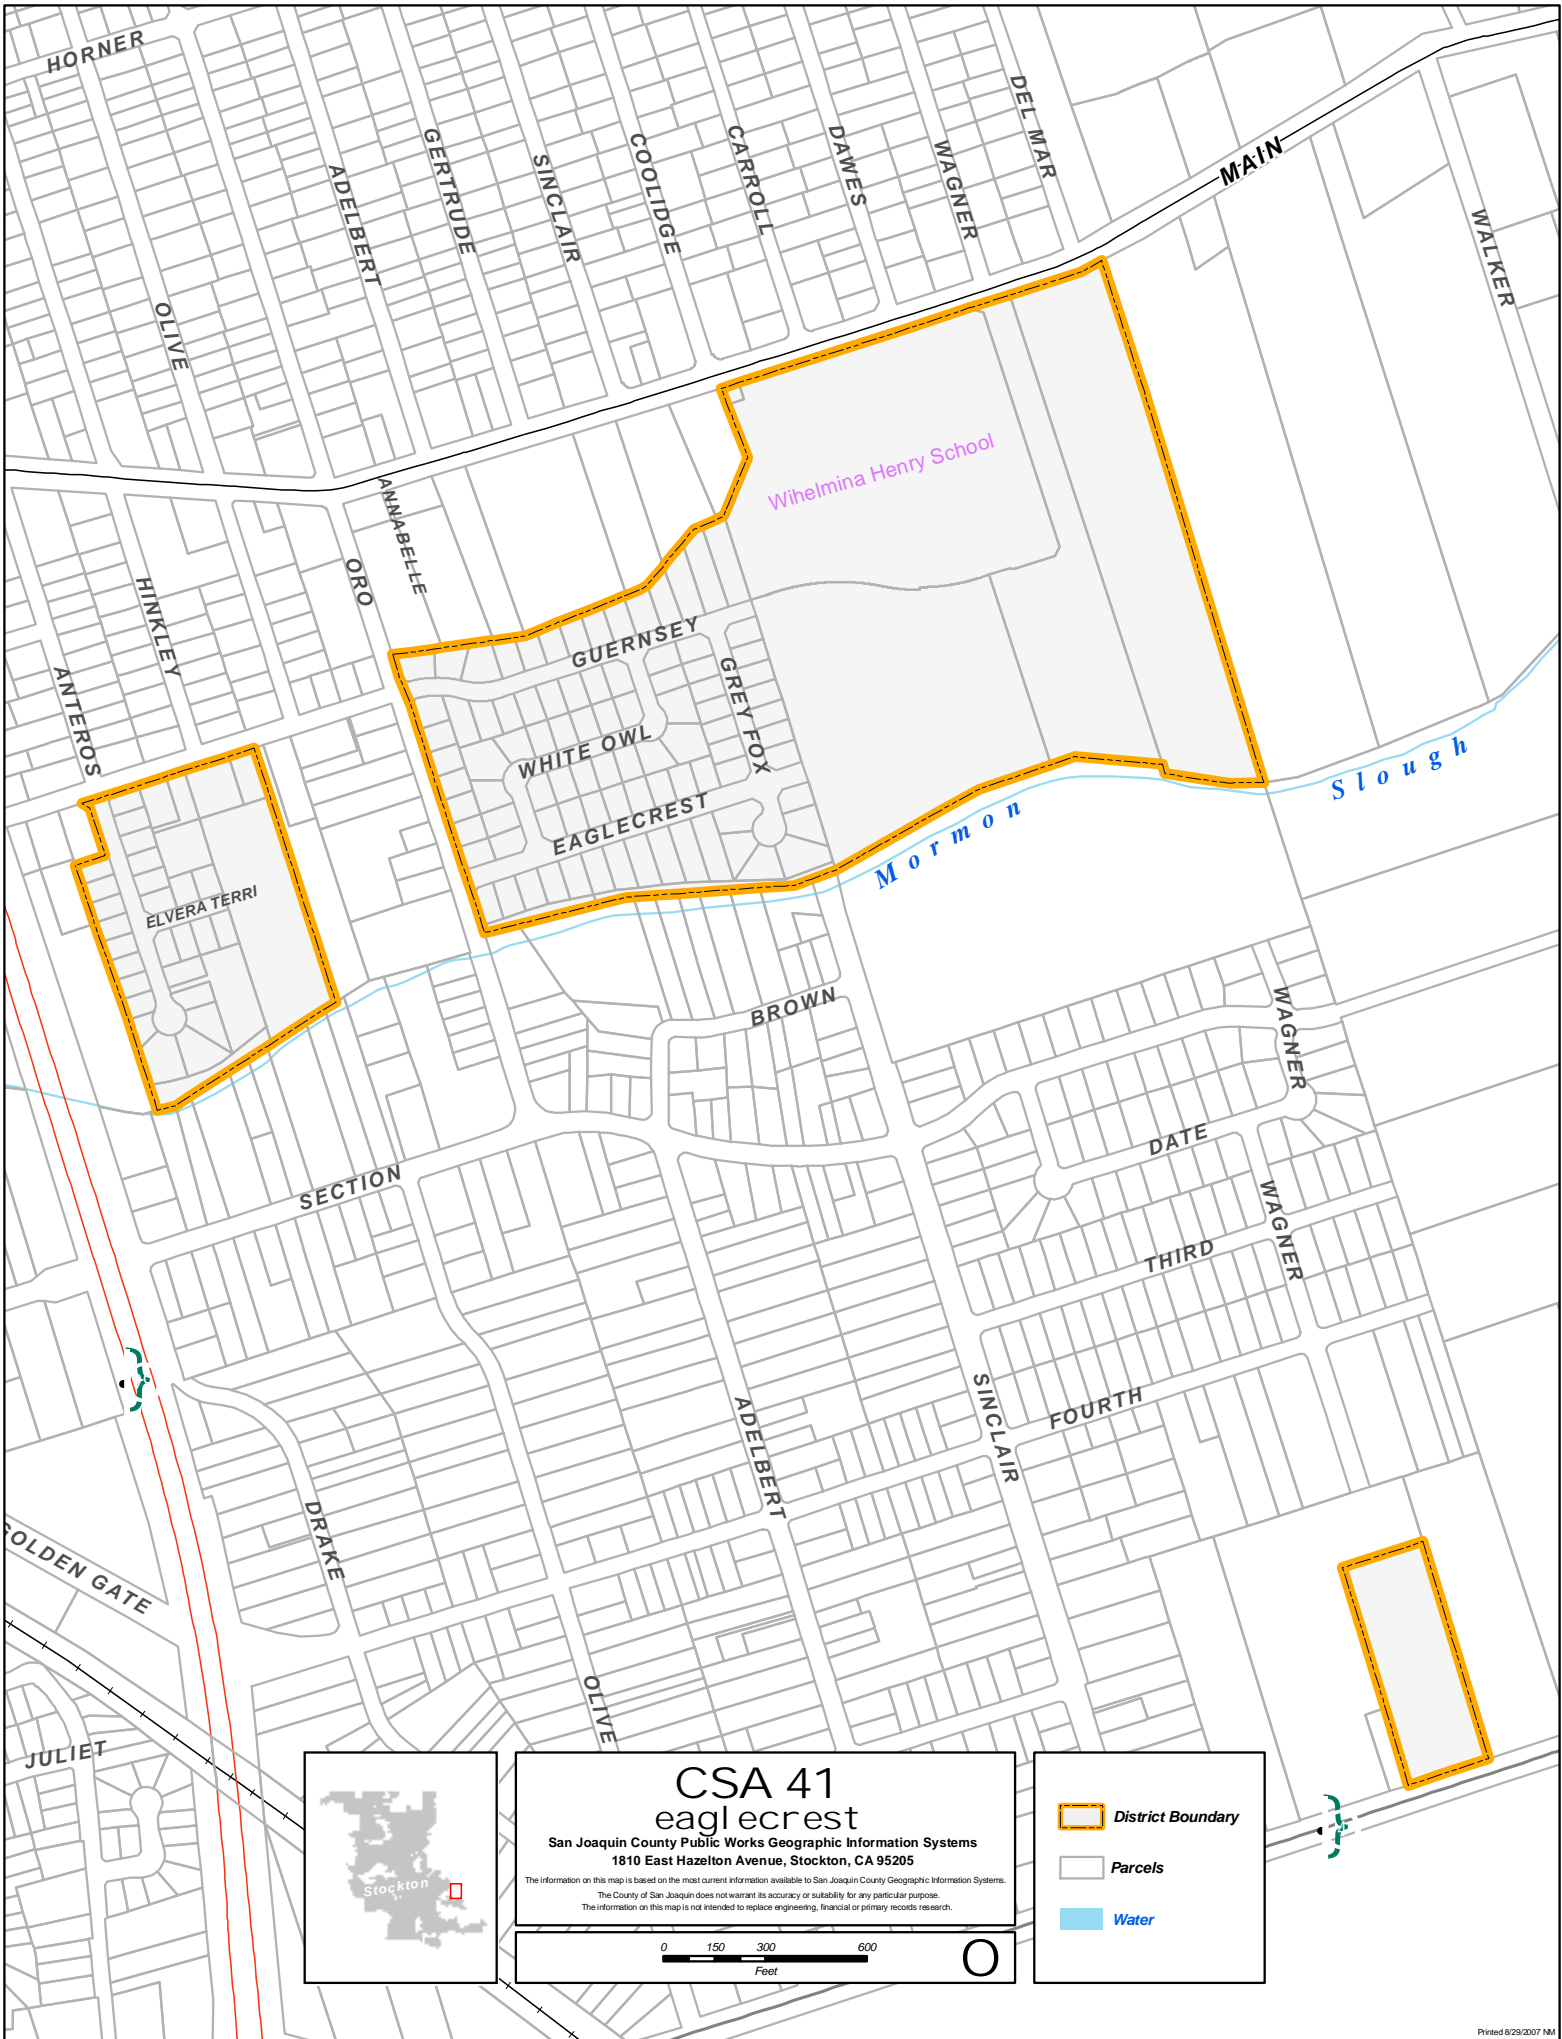 HORNER
DEL MAR
GERTRUDE
SINCLAIR
COOLIDGE
CARROLL
DAWES
WAGNER
MAIN
ADELBERT
WALKER
OLIVE
Wihelmina Henry School
ANNABELLE
ORO
HINKLEY
ANTEROS
GUERNSEY
GREY FOX
WHITE OWL
EAGLECREST
Mormon Slough
ELVERA TERRI
BROWN
WAGNER
DATE
SECTION
WAGNER
THIRD
SINCLAIR
FOURTH
ADELBERT
DRAKE
GOLDEN GATE
OLIVE
JULIET
Stockton
CSA 41
eaglecrest
San Joaquin County Public Works Geographic Information Systems
1810 East Hazelton Avenue, Stockton, CA 95205
The information on this map is based on the most current information available to San Joaquin County Geographic Information Systems.
The County of San Joaquin does not warrant its accuracy or suitability for any particular purpose.
The information on this map is not intended to replace engineering, financial or primary records research.
0 150 300 600
Feet
O
District Boundary
Parcels
Water
Printed 8/29/2007 NM